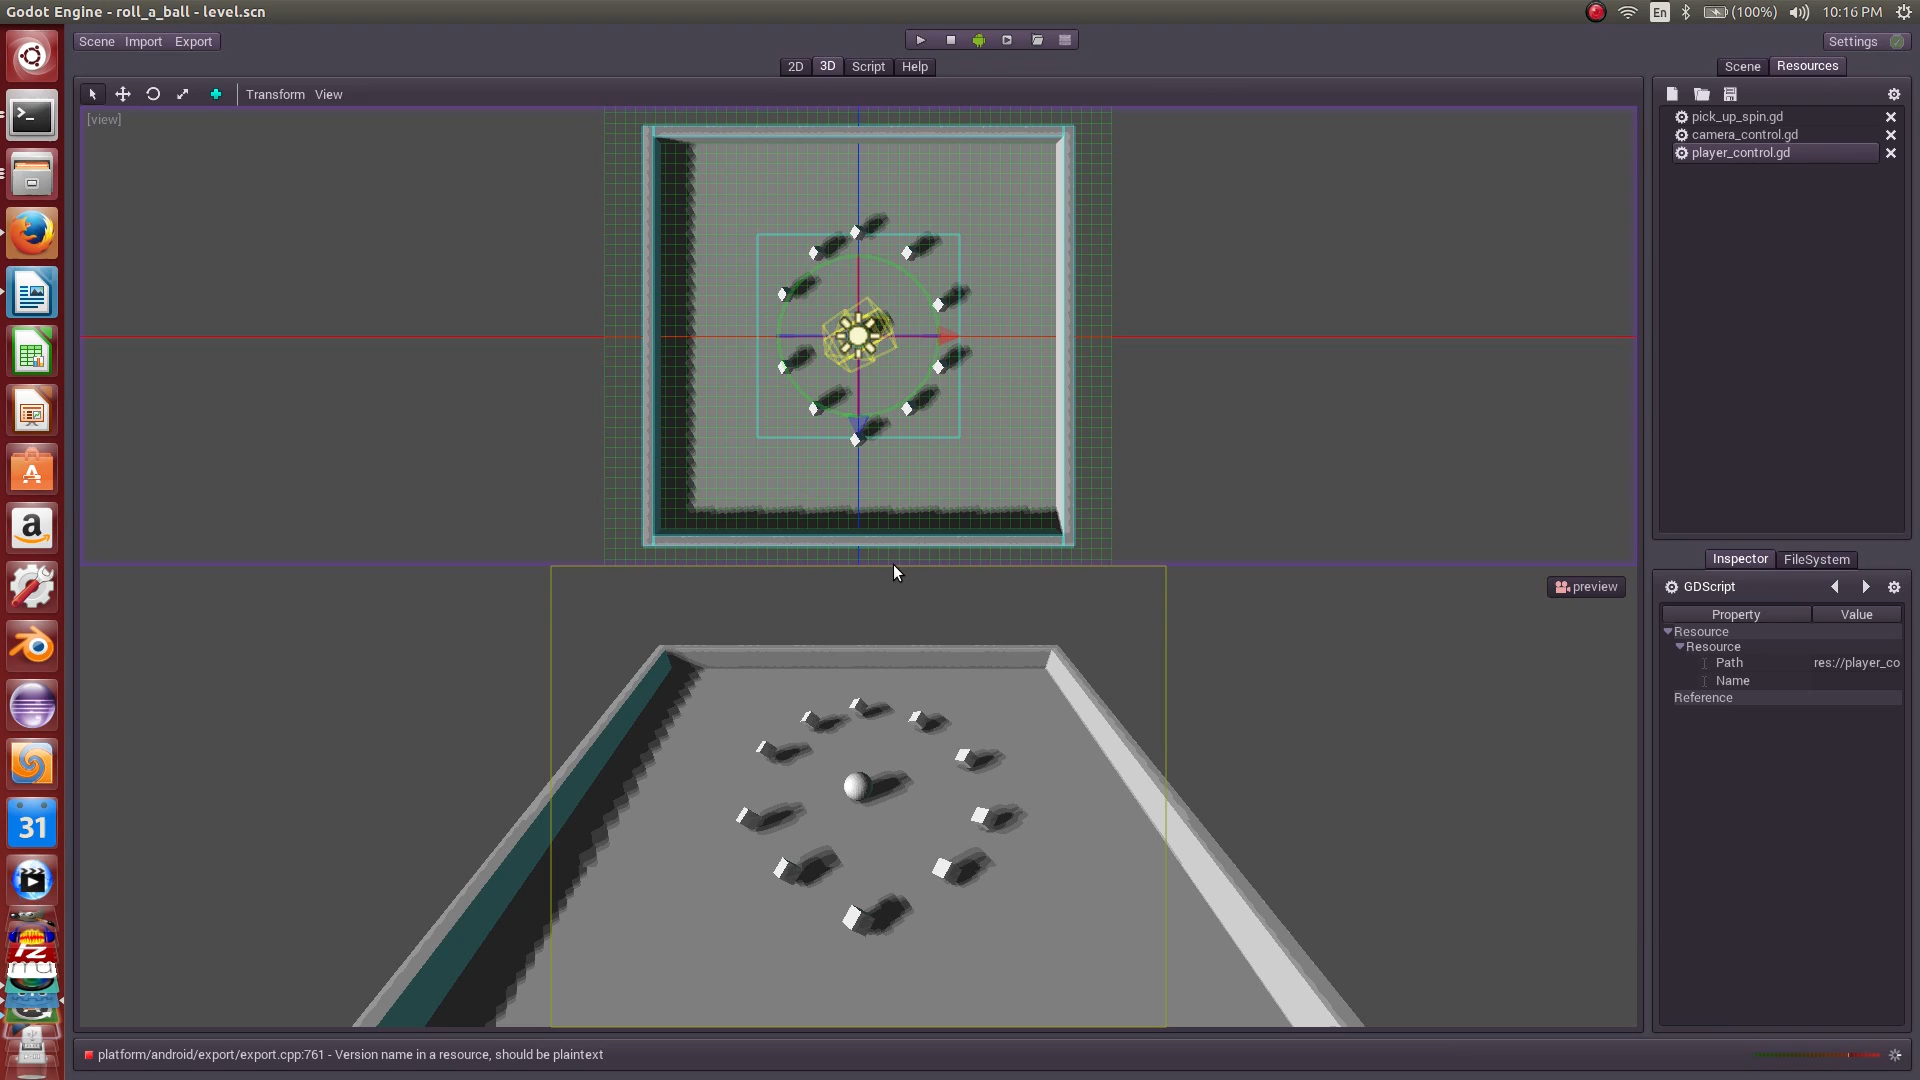 Godot Engine - roll_a_ball - level.scn
En
(100%)
10:16 PM
Scene Import Export
Settings
2D 3D Script Help
Scene Resources
Transform View
[view]
pick_up_spin.gd
camera_control.gd
player_control.gd
Inspector FileSystem
preview
GDScript
Property Value
Resource
Resource
Path res://player_co
Name
Reference
31
platform/android/export/export.cpp:761 - Version name in a resource, should be plaintext